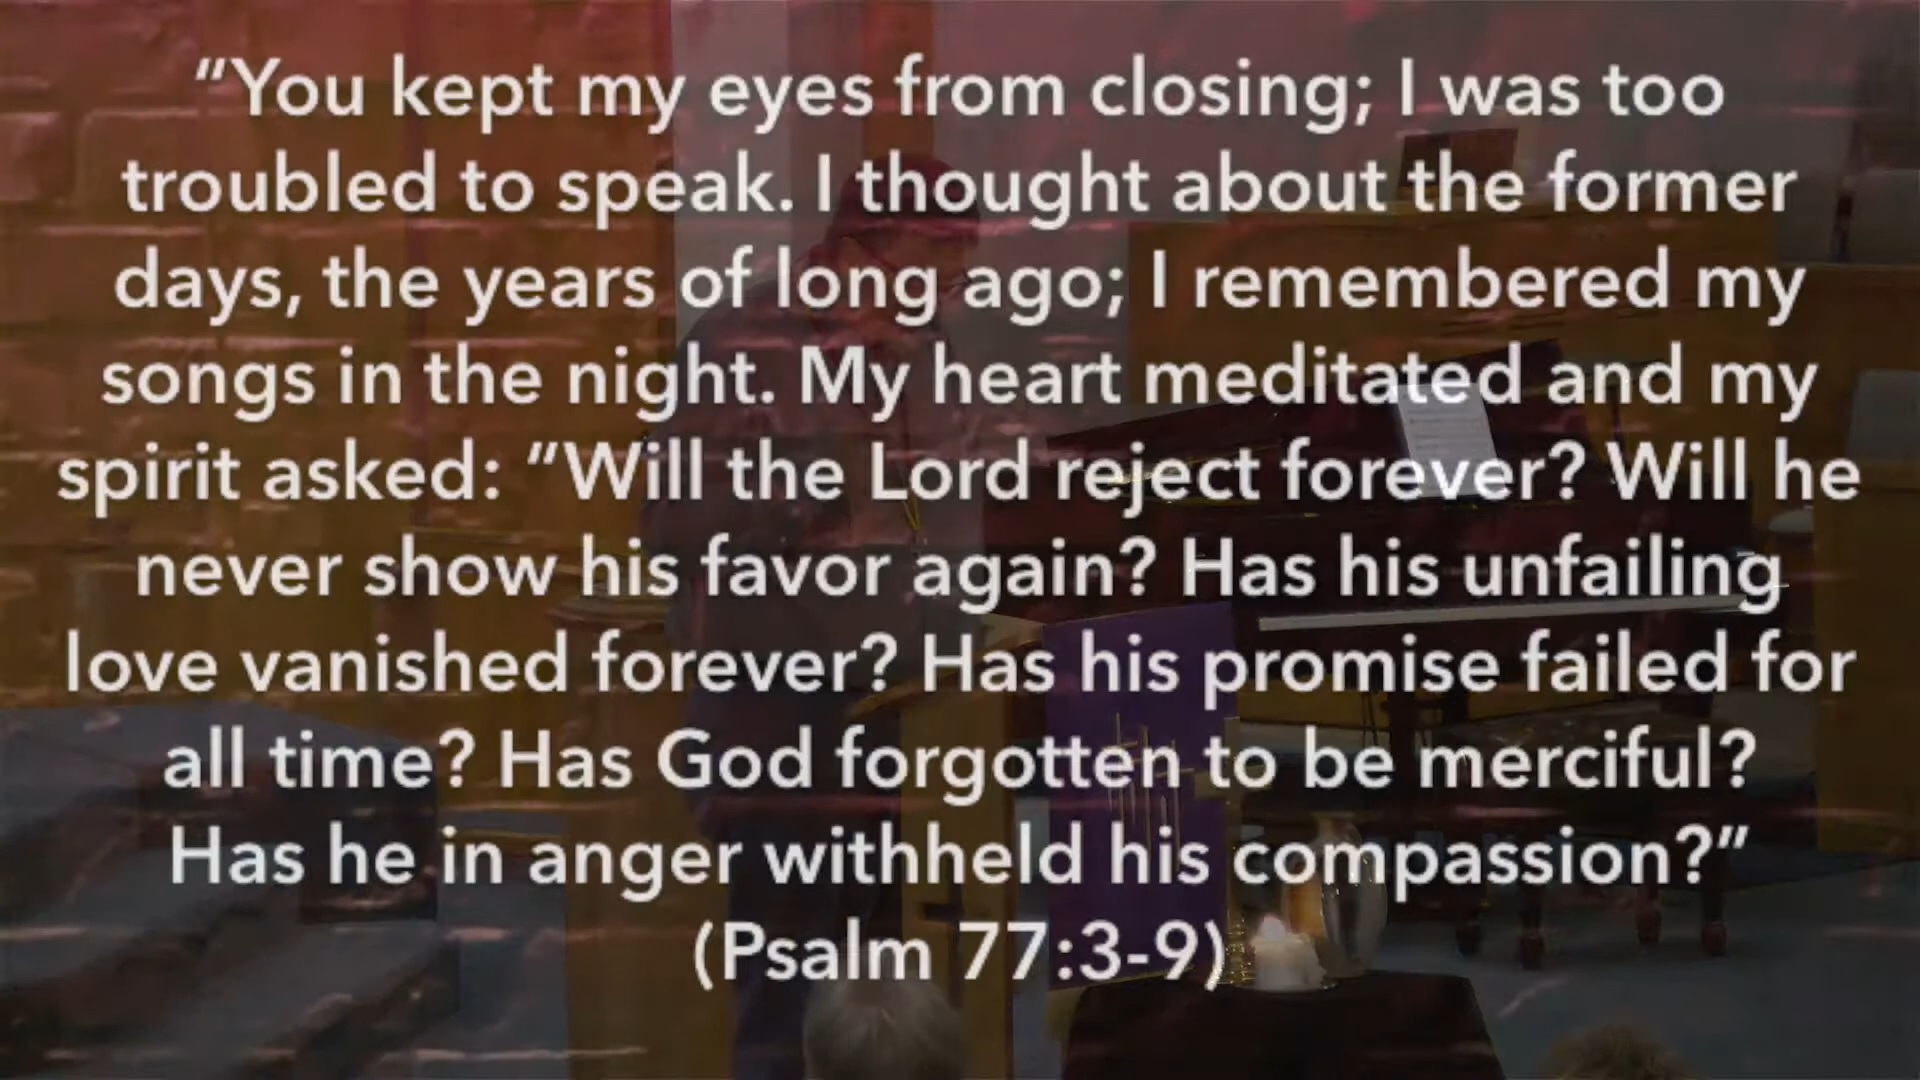 “You kept my eyes from closing; I was too
troubled to speak. I thought about the former
days, the years of long ago; I remembered my
songs in the night. My heart meditated and my
spirit asked: “Will the Lord reject forever? Will he
never show his favor again? Has his unfailing
love vanished forever? Has his promise failed for
all time? Has God forgotten to be merciful?
Has he in anger withheld his compassion?”
(Psalm 77:3-9)